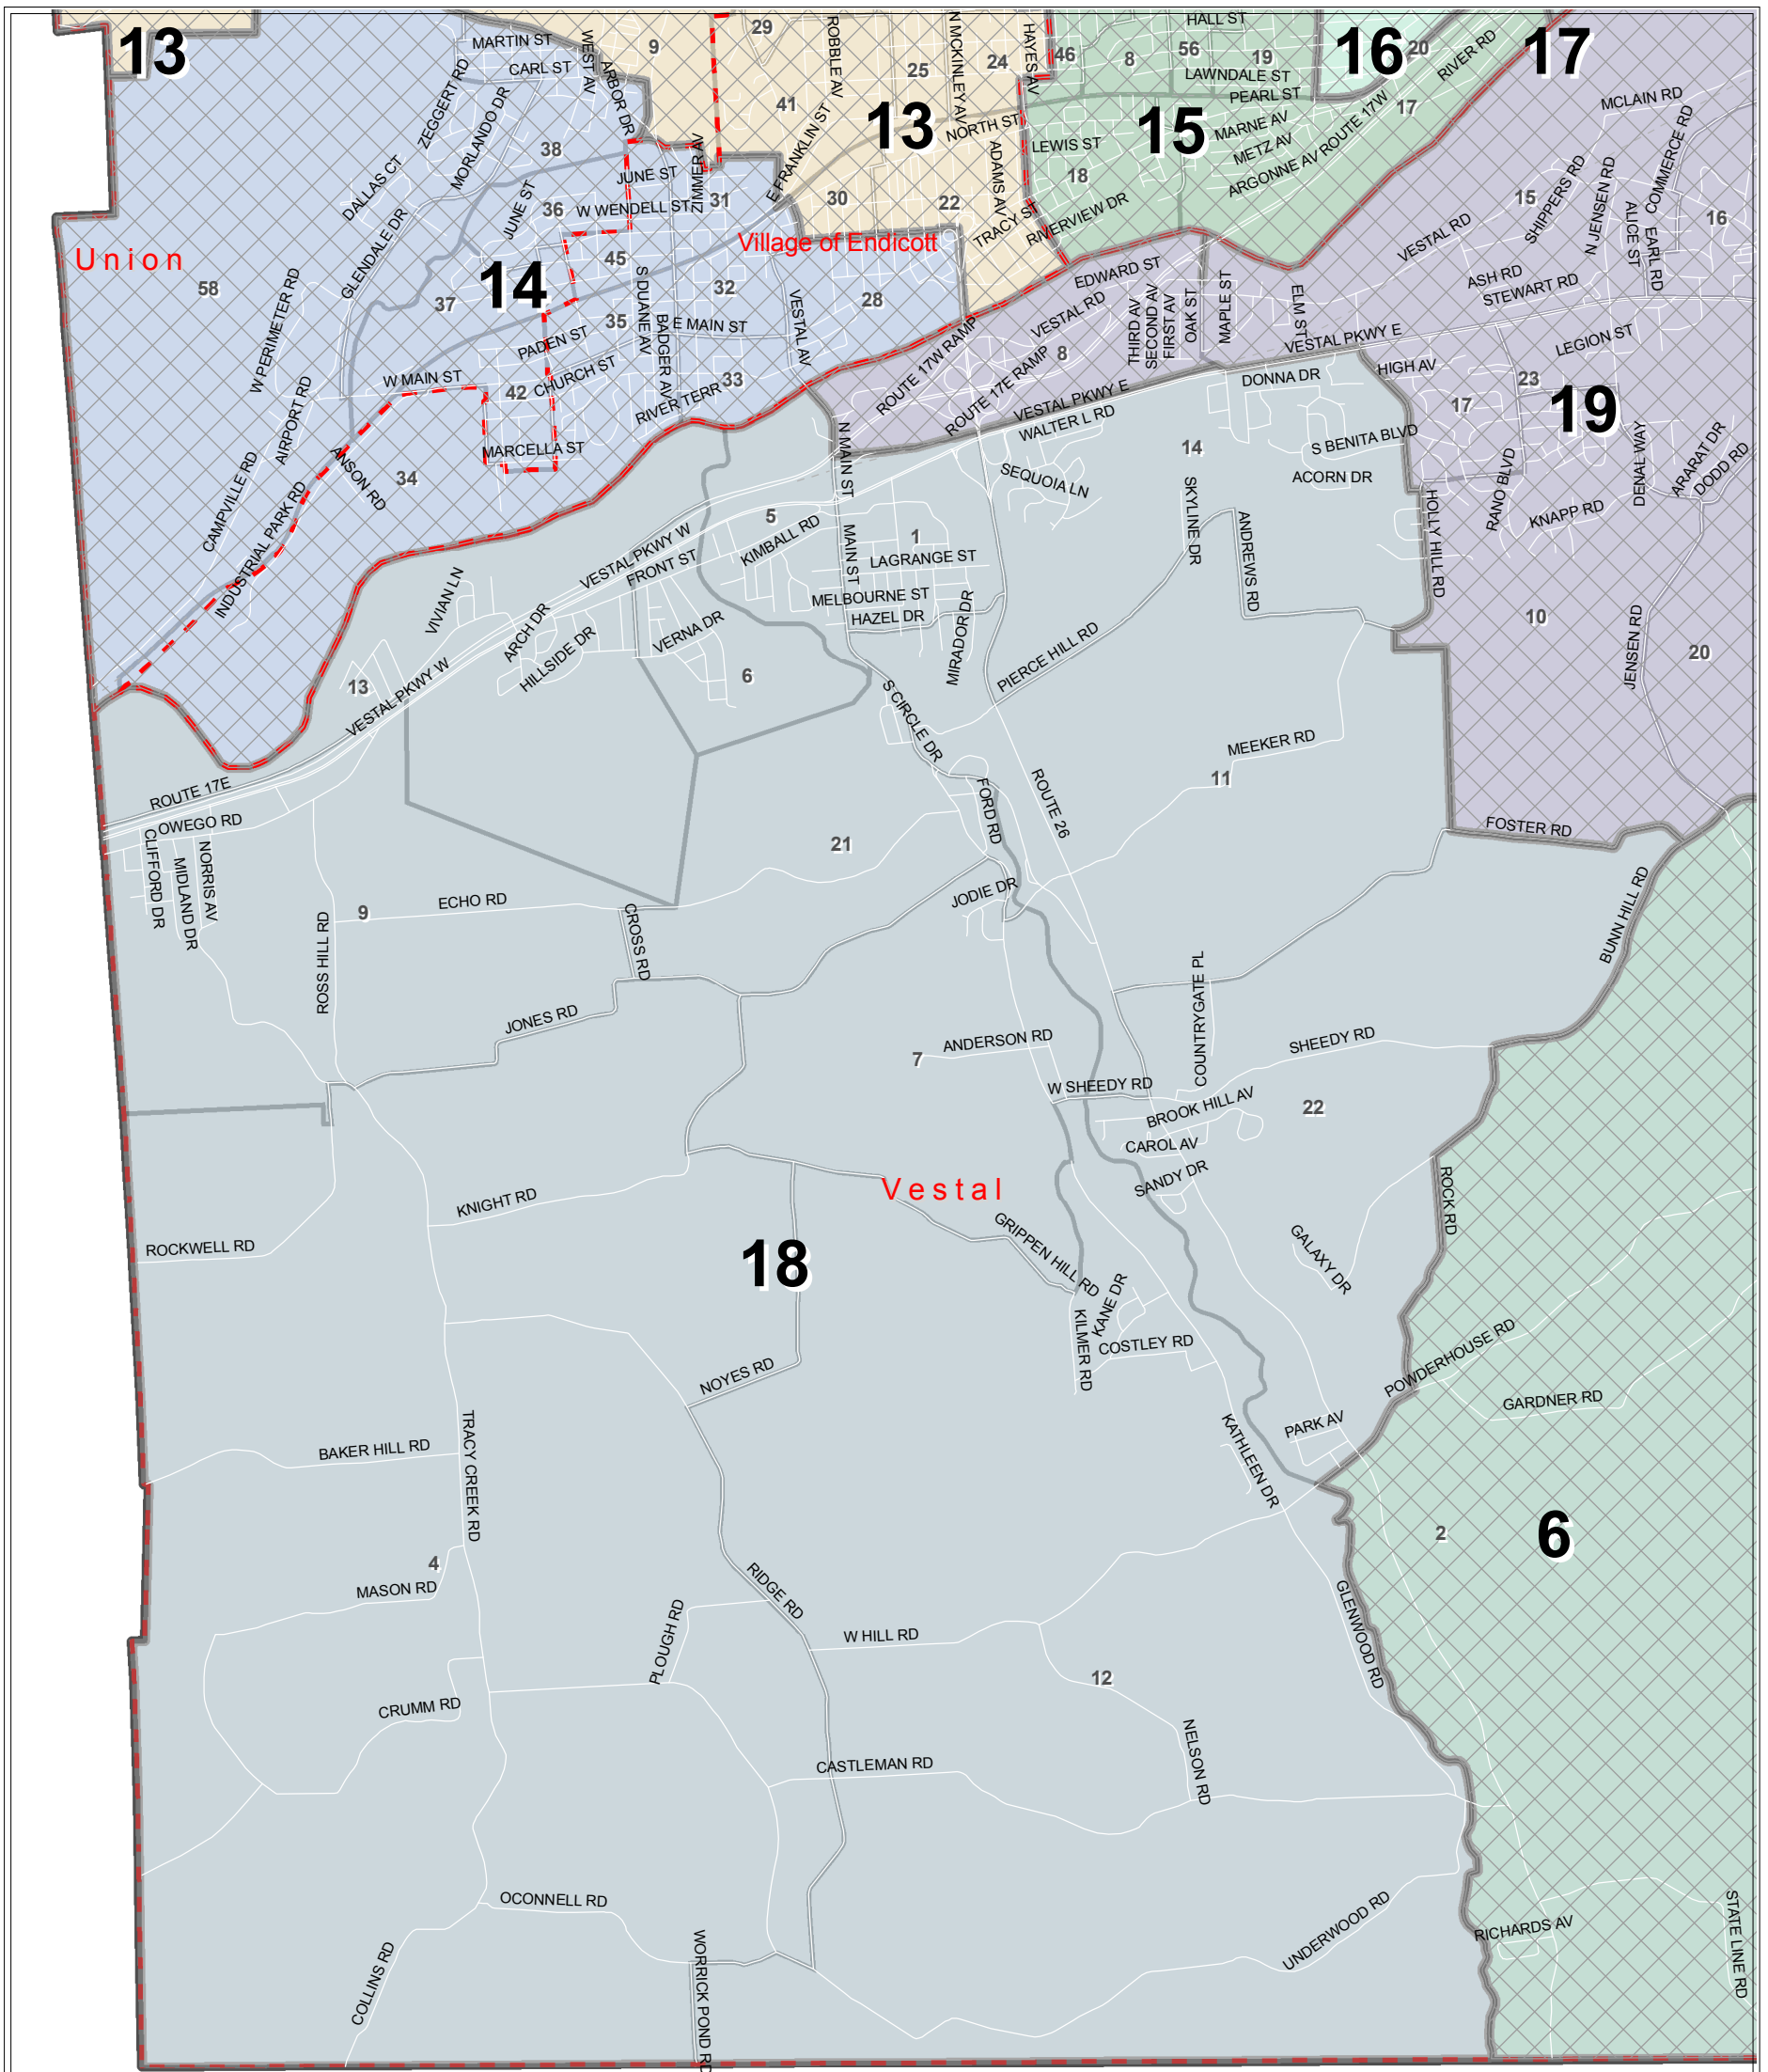 13
29
ROBBLE AV
N MCKINLEY AV
HAYES AV
HALL ST
16
20
RIVER RD
17
MARTIN ST
WEST AV
9
24
46
8
56
19
CARL ST
ARBOR DR
25
LAWNDALE ST
ZEGGERT RD
MORLANDO DR
41
PEARL ST
17
MCLAIN RD
COMMERCE RD
E FRANKLIN ST
13
NORTH ST
15
MARNE AV
METZ AV
ARGONNE AV
ROUTE 17W
LEWIS ST
38
ZIMMER AV
ADAMS AV
DALLAS CT
JUNE ST
18
15
SHIPPERS RD
N JENSEN RD
JUNE ST
36
W WENDELL ST
31
30
22
TRACY ST
RIVERVIEW DR
VESTAL RD
ALICE ST
EARL RD
16
GLENDALE DR
Village of Endicott
Union
45
58
14
37
W PERIMETER RD
S DUANE AV
32
28
EDWARD ST
ASH RD
STEWART RD
VESTAL AV
35
BADGER AV
E MAIN ST
VESTAL RD
THIRD AV
SECOND AV
FIRST AV
OAK ST
MAPLE ST
ELM ST
VESTAL PKWY E
LEGION ST
PADEN ST
ROUTE 17W RAMP
8
W MAIN ST
42
CHURCH ST
33
ROUTE 17E RAMP
DONNA DR
HIGH AV
23
AIRPORT RD
RIVER TERR
VESTAL PKWY E
WALTER L RD
17
19
MARCELLA ST
N MAIN ST
14
S BENITA BLVD
DENAL WAY
ARARAT DR
DODD RD
ANSON RD
34
SEQUOIA LN
ACORN DR
CAMPVILLE RD
INDUSTRIAL PARK RD
5
KIMBALL RD
1
SKYLINE DR
ANDREWS RD
HOLLY HILL RD
RANO BLVD
KNAPP RD
VESTAL PKWY W
FRONT ST
MAIN ST
LAGRANGE ST
VIVIAN LN
MELBOURNE ST
HAZEL DR
MIRADOR DR
ARCH DR
HILLSIDE DR
VERNA DR
10
JENSEN RD
20
PIERCE HILL RD
13
VESTAL PKWY W
6
S CIRCLE DR
MEEKER RD
11
ROUTE 26
ROUTE 17E
OWEGO RD
FORD RD
FOSTER RD
CLIFFORD DR
MIDLAND DR
NORRIS AV
21
JODIE DR
9
ECHO RD
CROSS RD
ROSS HILL RD
BUNN HILL RD
JONES RD
COUNTRYGATE PL
7
ANDERSON RD
SHEEDY RD
W SHEEDY RD
BROOK HILL AV
22
CAROL AV
SANDY DR
Vestal
ROCK RD
KNIGHT RD
ROCKWELL RD
18
GRIPPEN HILL RD
GALAXY DR
KANE DR
KILMER RD
COSTLEY RD
NOYES RD
POWDERHOUSE RD
GARDNER RD
TRACY CREEK RD
BAKER HILL RD
KATHLEEN DR
PARK AV
2
6
4
MASON RD
RIDGE RD
GLENWOOD RD
PLOUGH RD
W HILL RD
12
CRUMM RD
NELSON RD
CASTLEMAN RD
OCONNELL RD
COLLINS RD
WORRICK POND RD
UNDERWOOD RD
RICHARDS AV
STATE LINE RD